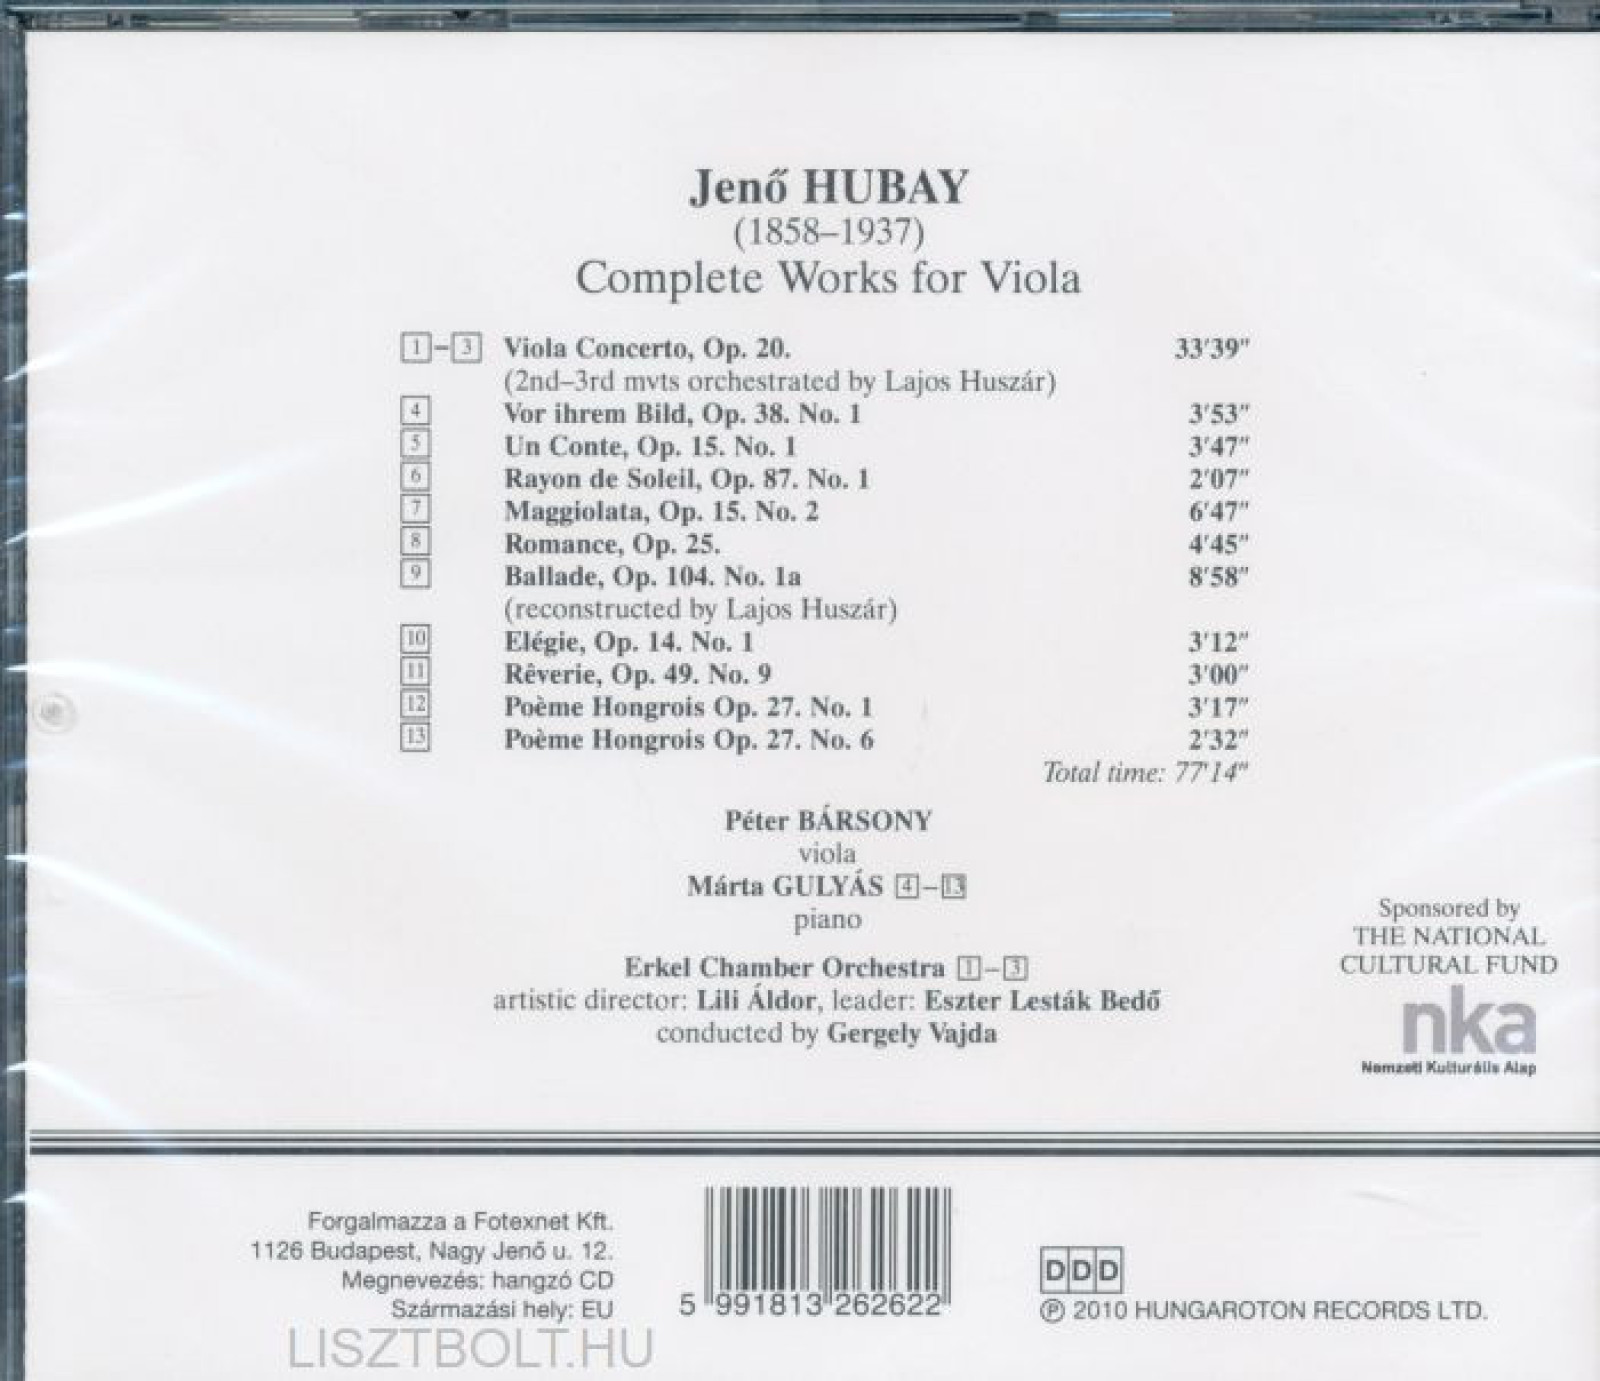 Jenő HUBAY
(1858–1937)
Complete Works for Viola
1–3 Viola Concerto, Op. 20. 33'39"
(2nd–3rd mvts orchestrated by Lajos Huszár)
4 Vor ihrem Bild, Op. 38. No. 1 3'53"
5 Un Conte, Op. 15. No. 1 3'47"
6 Rayon de Soleil, Op. 87. No. 1 2'07"
7 Maggiolata, Op. 15. No. 2 6'47"
8 Romance, Op. 25. 4'45"
9 Ballade, Op. 104. No. 1a 8'58"
(reconstructed by Lajos Huszár)
10 Elégie, Op. 14. No. 1 3'12"
11 Rêverie, Op. 49. No. 9 3'00"
12 Poème Hongrois Op. 27. No. 1 3'17"
13 Poème Hongrois Op. 27. No. 6 2'32"
Total time: 77'14"
Péter BÁRSONY
viola
Márta GULYÁS 4–13
piano
Erkel Chamber Orchestra 1–3
artistic director: Lili Áldor, leader: Eszter Lesták Bedő
conducted by Gergely Vajda
Sponsored by
THE NATIONAL
CULTURAL FUND
nka
Nemzeti Kulturális Alap
Forgalmazza a Fotexnet Kft.
1126 Budapest, Nagy Jenő u. 12.
Megnevezés: hangzó CD
Származási hely: EU
5 991813 262622
DDD
℗ 2010 HUNGAROTON RECORDS LTD.
LISZTBOLT.HU